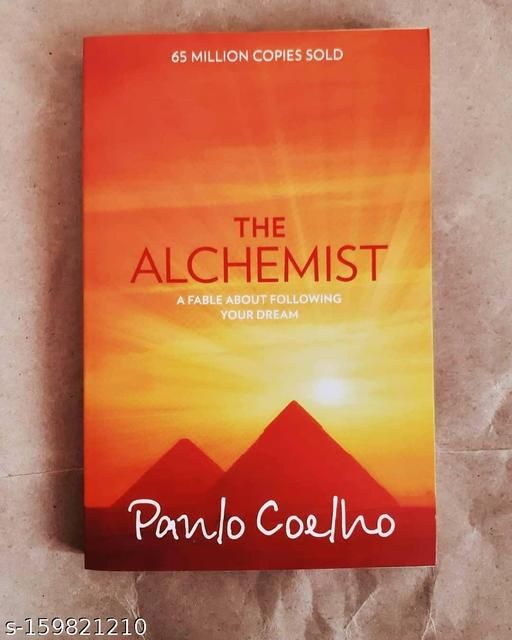 65 MILLION COPIES SOLD
THE
ALCHEMIST
A FABLE ABOUT FOLLOWING
YOUR DREAM
Paulo Coelho
s-159821210